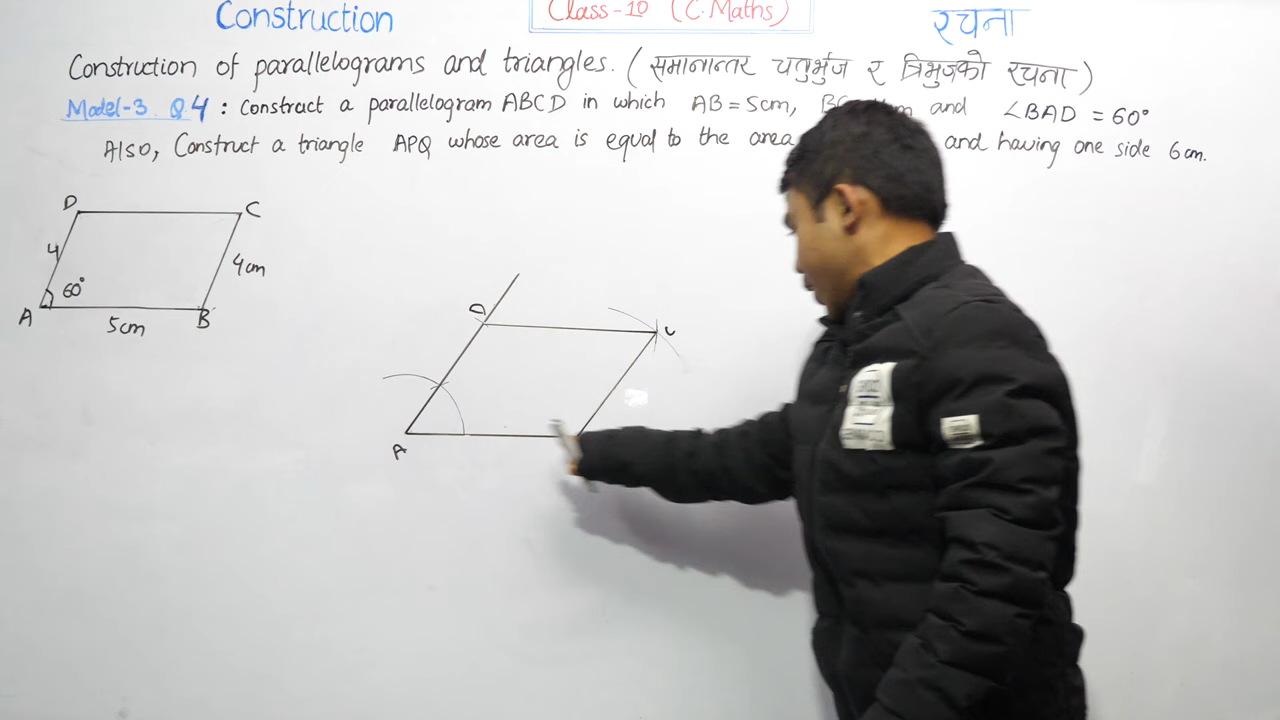 Construction
Class-10 (C.Maths)
रचना
Construction of parallelograms and triangles. (समानान्तर चतुर्भुज र त्रिभुजको रचना)
Model-3 Q4 : Construct a parallelogram ABCD in which AB = 5cm, BC and ∠BAD = 60°
Also, Construct a triangle APQ whose area is equal to the area and having one side 6cm.
D
C
4
60°
4cm
A
5cm
B
D
C
A